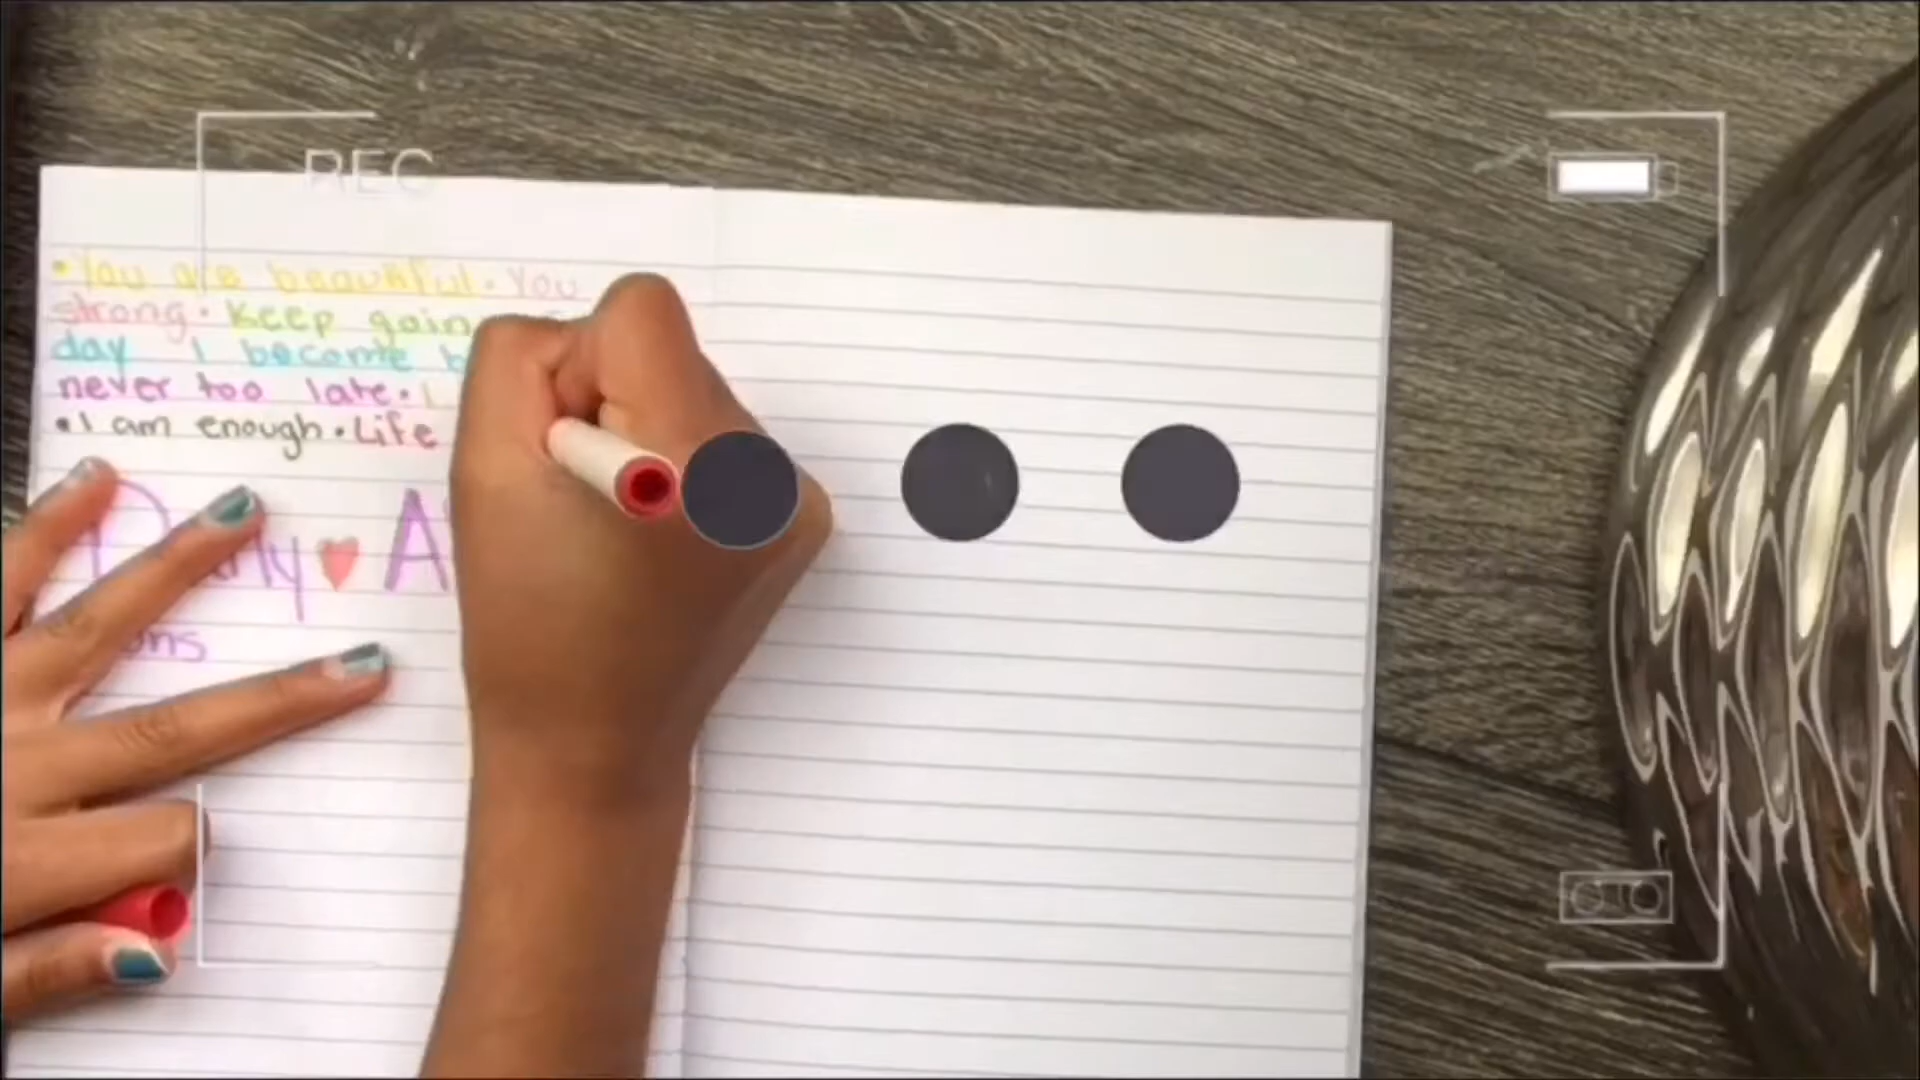 REC
• You are beautiful • You
strong • Keep goin
day I become b
never too late •
• I am enough • Life
Daily ♥ A
ons